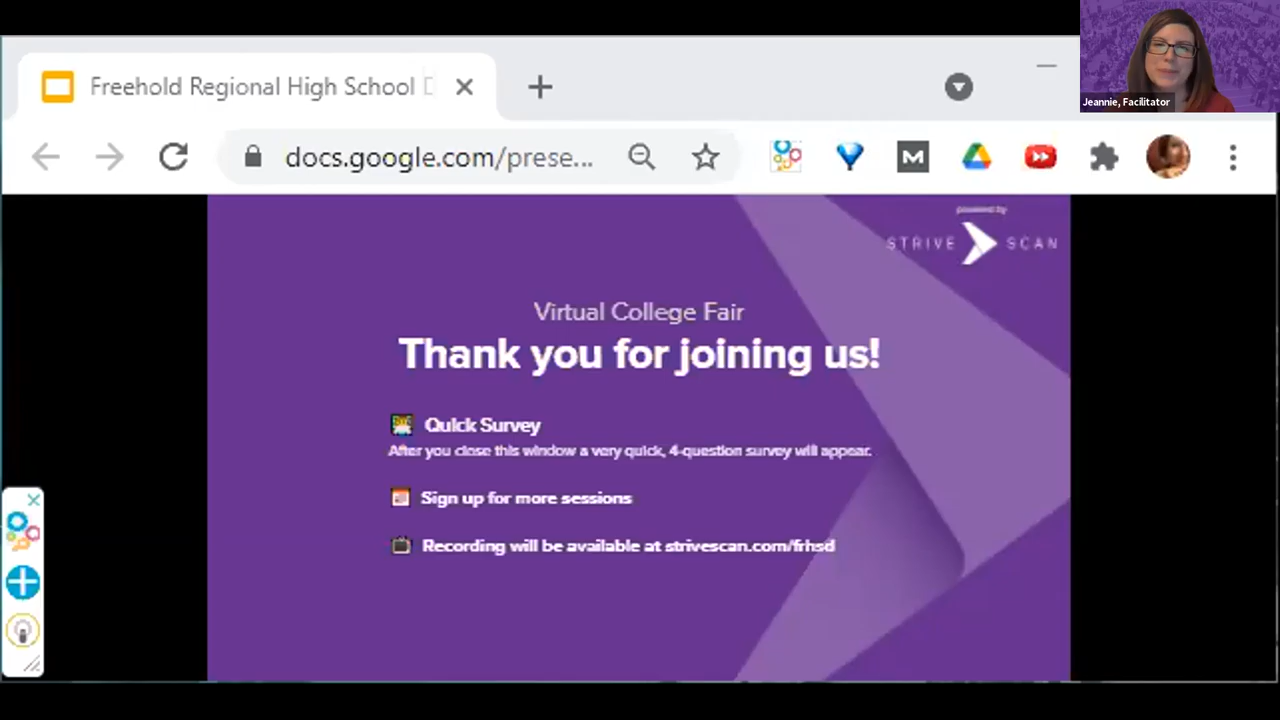 Freehold Regional High School D
Jeannie, Facilitator
docs.google.com/prese...
powered by
STRIVE SCAN
Virtual College Fair
Thank you for joining us!
Quick Survey
After you close this window a very quick, 4-question survey will appear.
Sign up for more sessions
Recording will be available at strivescan.com/frhsd